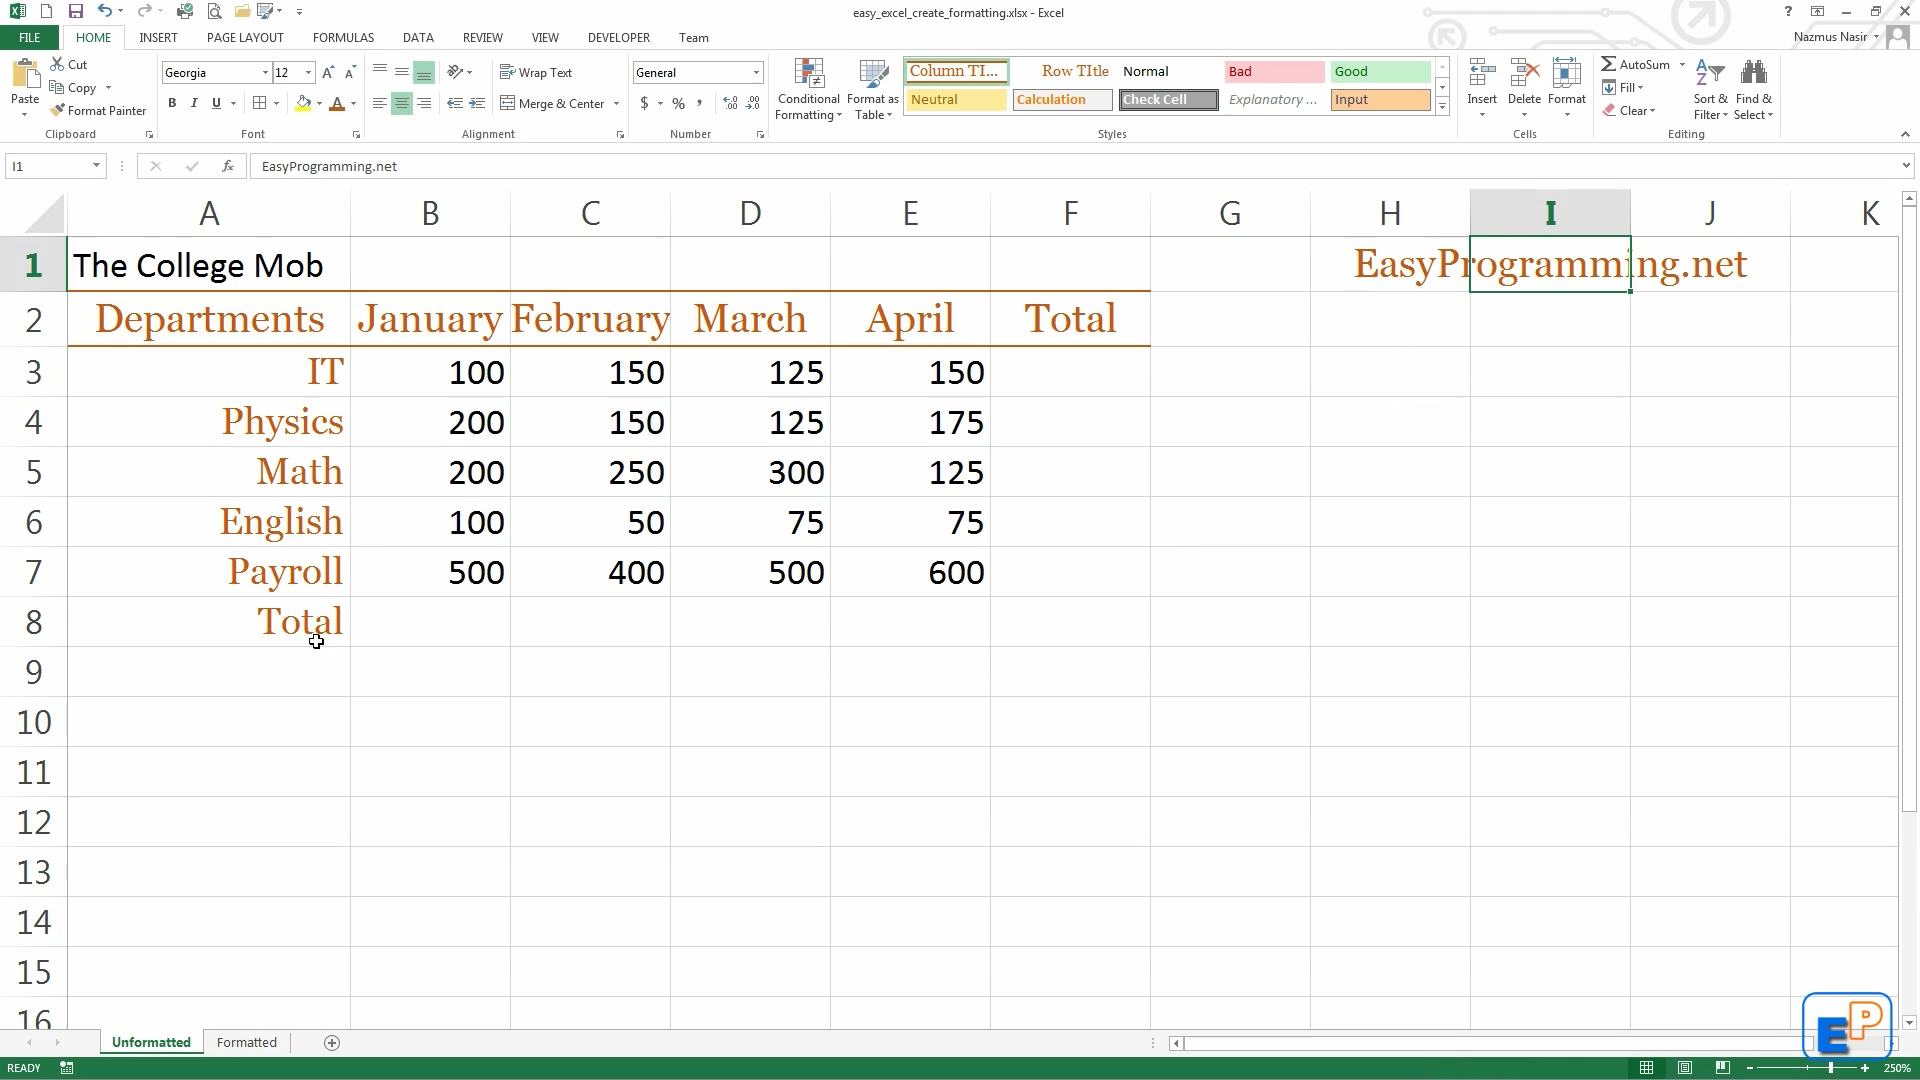 easy_excel_create_formatting.xlsx - Excel
?
FILE HOME INSERT PAGE LAYOUT FORMULAS DATA REVIEW VIEW DEVELOPER Team
Nazmus Nasir
Paste
Cut
Copy
Format Painter
Clipboard
Georgia 12
B I U A
Font
Wrap Text
Merge & Center
Alignment
General
$ % ,
Number
Conditional Formatting
Format as Table
Column TI... Row TItle Normal Bad Good
Neutral Calculation Check Cell Explanatory ... Input
Styles
Insert Delete Format
Cells
AutoSum
Fill
Clear
Sort & Filter
Find & Select
Editing
I1 fx EasyProgramming.net
A B C D E F G H I J K
1 The College Mob EasyProgramming.net
2 Departments January February March April Total
3 IT 100 150 125 150
4 Physics 200 150 125 175
5 Math 200 250 300 125
6 English 100 50 75 75
7 Payroll 500 400 500 600
8 Total
9
10
11
12
13
14
15
16
Unformatted Formatted
EP
READY 250%